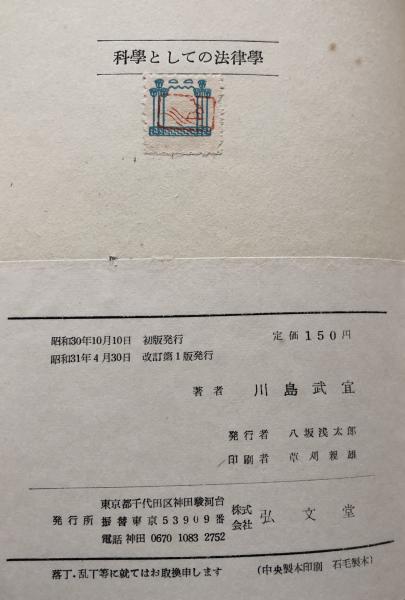 科學としての法律學
昭和30年10月10日 初版発行
定価 150円
昭和31年4月30日 改訂第1版発行
著者 川島武宜
発行者 八坂浅太郎
印刷者 草刈親雄
東京都千代田区神田駿河台
発行所 振替東京53909番
電話 神田 0670 1083 2752
株式会社 弘文堂
落丁、乱丁等に就てはお取換申します (中央製本印刷 石毛製本)